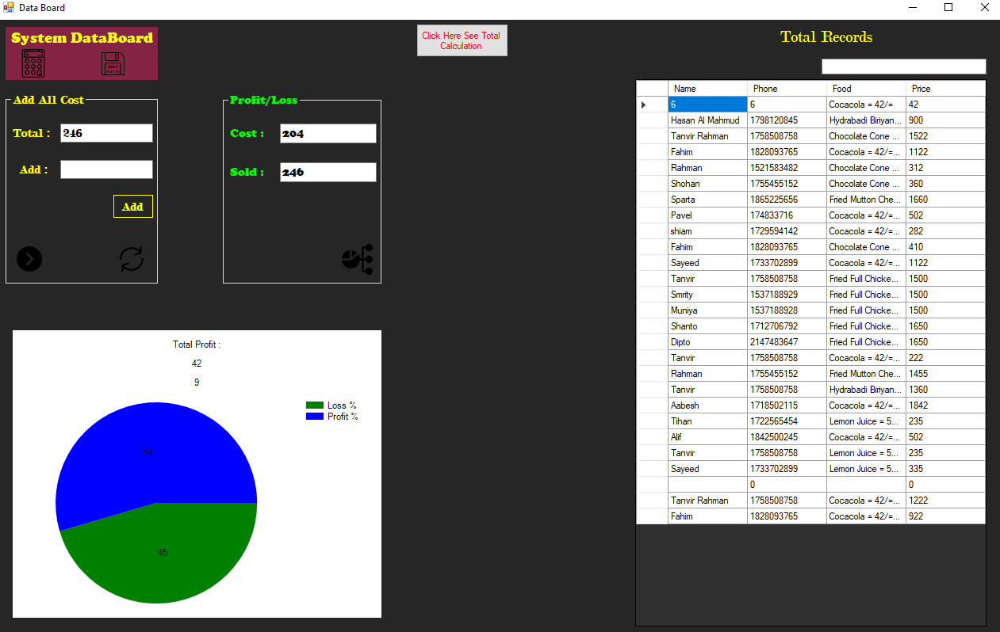 Data Board
System DataBoard
Click Here See Total
Calculation
Total Records
Add All Cost
Total : 246
Add :
Add
Profit/Loss
Cost : 204
Sold : 246
Total Profit :
42
9
Loss %
Profit %
54
45
Name Phone Food Price
6 6 Cocacola = 42/= 42
Hasan Al Mahmud 1798120845 Hydrabadi Biriyan... 900
Tanvir Rahman 1758508758 Chocolate Cone ... 1522
Fahim 1828093765 Cocacola = 42/=... 1122
Rahman 1521583482 Chocolate Cone ... 312
Shohan 1755455152 Chocolate Cone ... 360
Sparta 1865225656 Fried Mutton Che... 1660
Pavel 174833716 Cocacola = 42/=... 502
shiam 1729594142 Cocacola = 42/=... 282
Fahim 1828093765 Chocolate Cone ... 410
Sayeed 1733702899 Cocacola = 42/=... 1122
Tanvir 1758508758 Fried Full Chicke... 1500
Smrity 1537188929 Fried Full Chicke... 1500
Muniya 1537188928 Fried Full Chicke... 1500
Shanto 1712706792 Fried Full Chicke... 1650
Dipto 2147483647 Fried Full Chicke... 1650
Tanvir 1758508758 Cocacola = 42/=... 222
Rahman 1755455152 Fried Mutton Che... 1455
Tanvir 1758508758 Hydrabadi Biriyan... 1360
Aabesh 1718502115 Cocacola = 42/=... 1842
Tihan 1722565454 Lemon Juice = 5... 235
Alif 1842500245 Cocacola = 42/=... 502
Tanvir 1758508758 Lemon Juice = 5... 235
Sayeed 1733702899 Lemon Juice = 5... 335
0 0
Tanvir Rahman 1758508758 Cocacola = 42/=... 1222
Fahim 1828093765 Cocacola = 42/=... 922